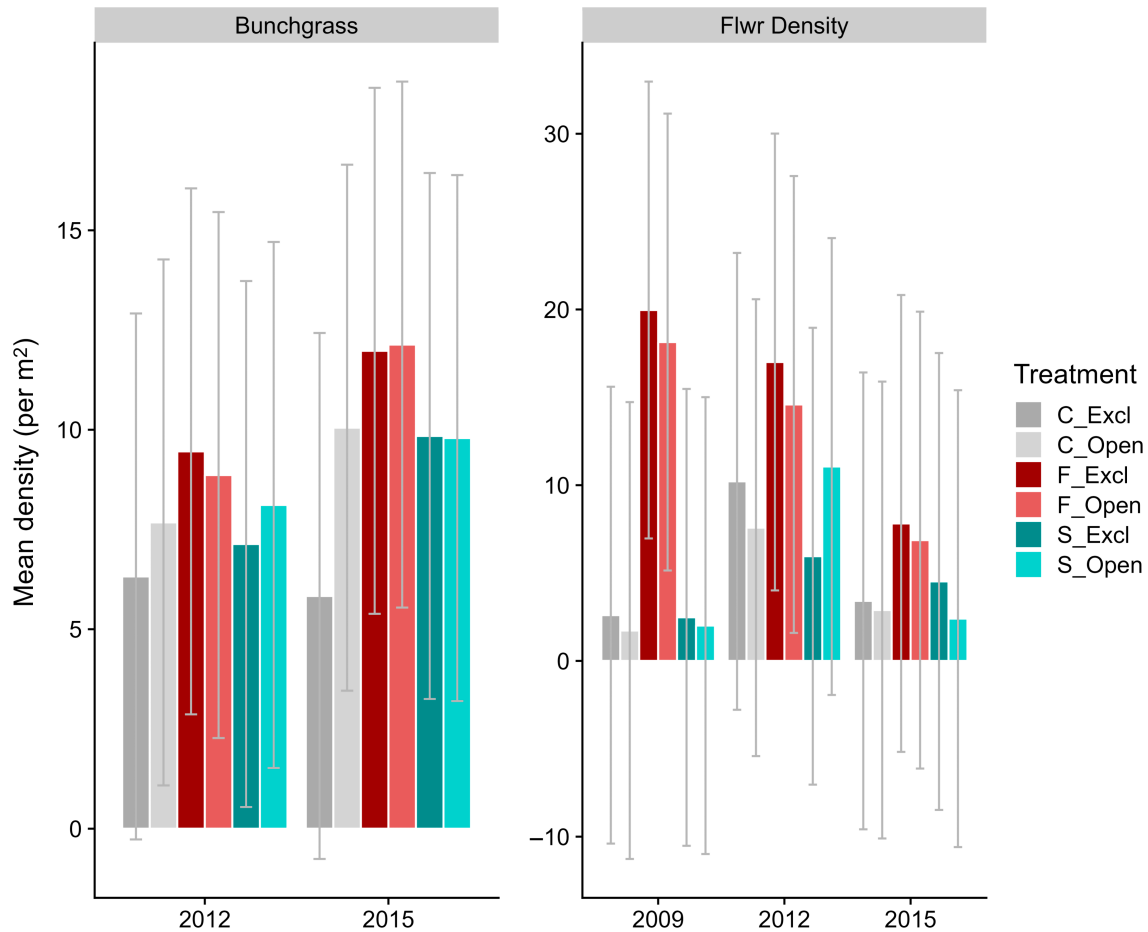 Bunchgrass
Flwr Density
Mean density (per m²)
15
10
5
0
2012
2015
30
20
10
0
−10
2009
2012
2015
Treatment
C_Excl
C_Open
F_Excl
F_Open
S_Excl
S_Open